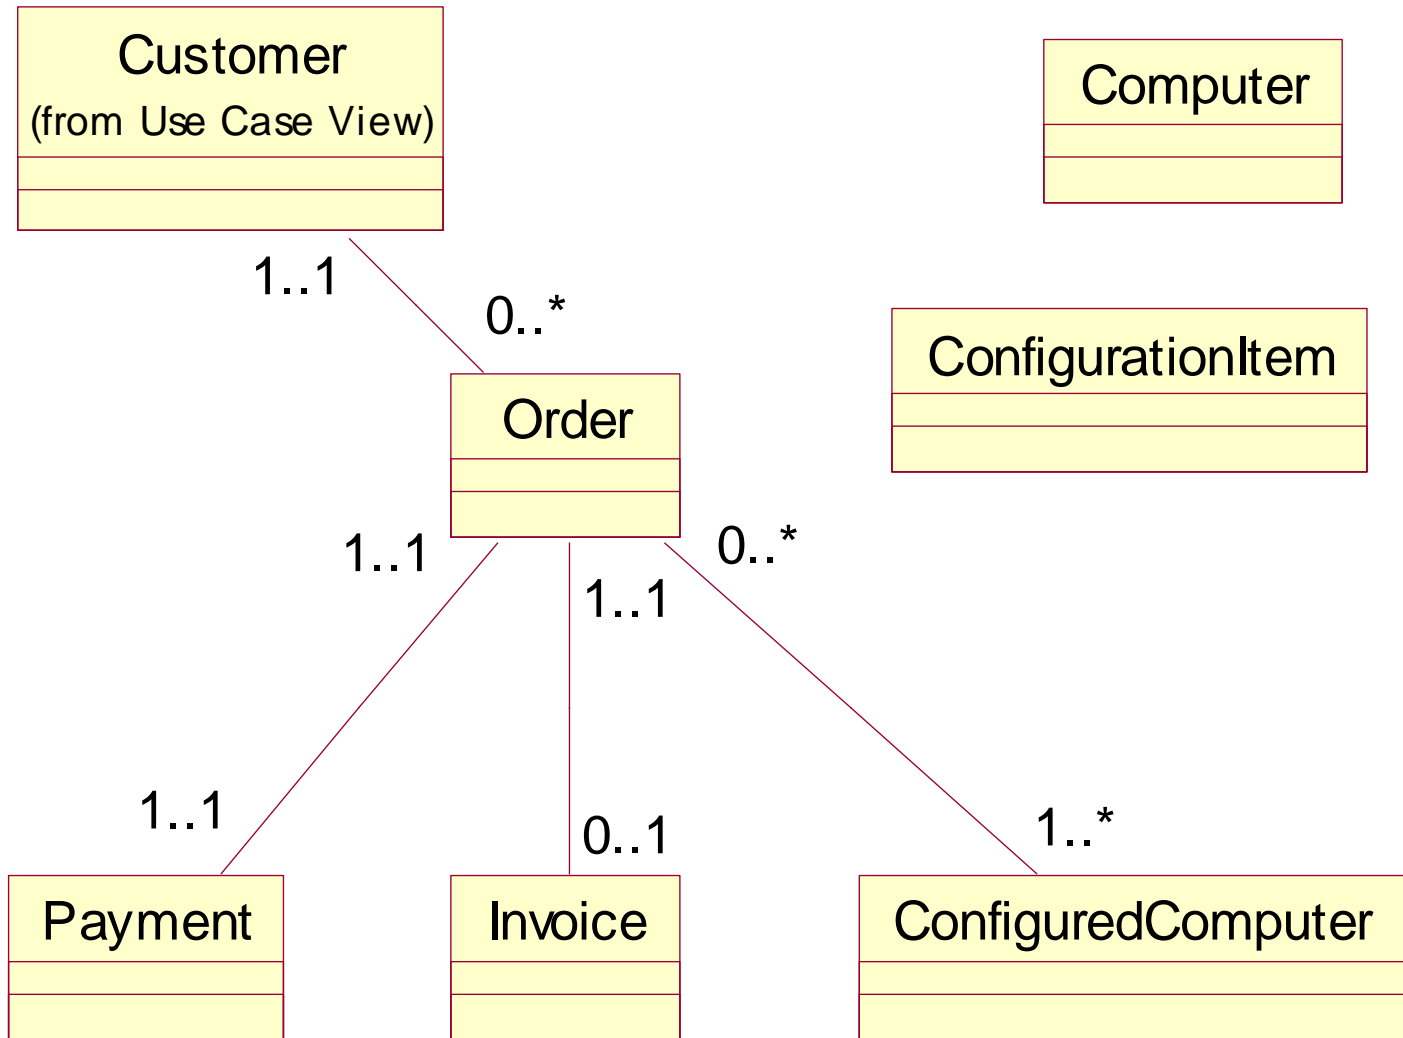 Customer
(from Use Case View)
Computer
1..1
0..*
ConfigurationItem
Order
1..1
1..1
0..*
1..1
0..1
1..*
Payment
Invoice
ConfiguredComputer